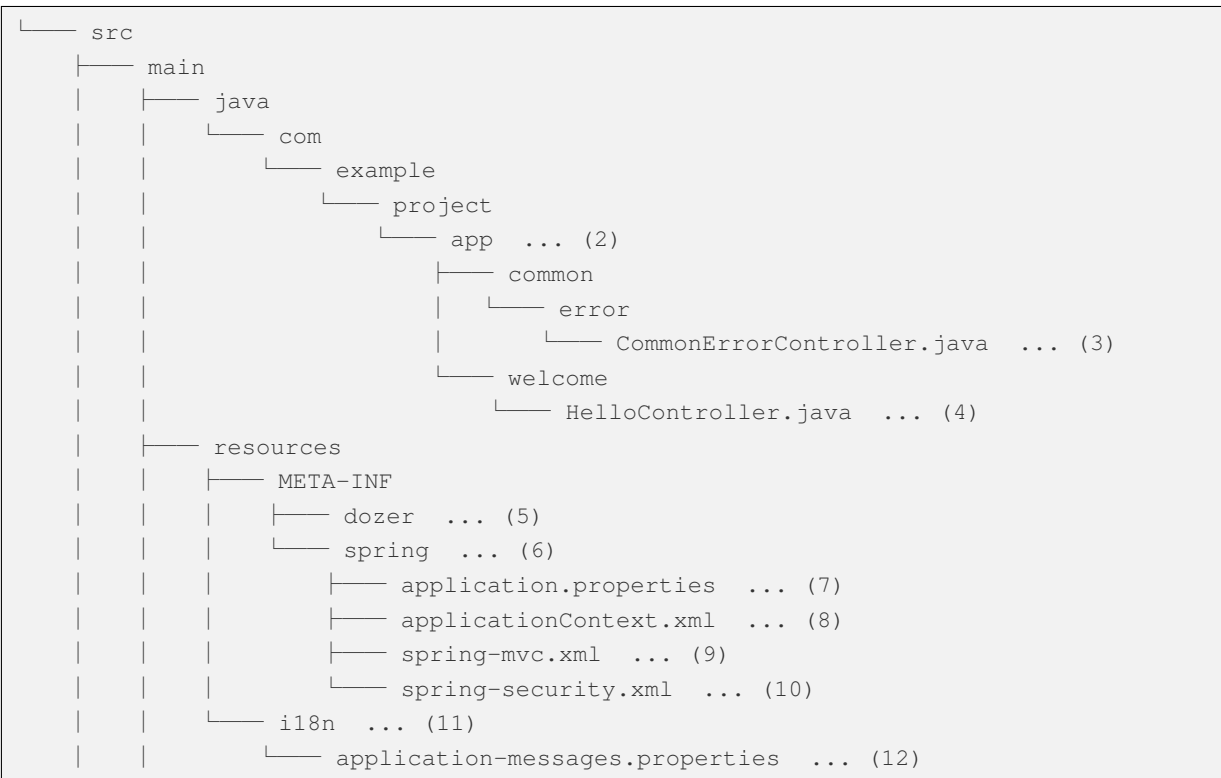 └── src
    ├── main
    │   ├── java
    │   │   └── com
    │   │       └── example
    │   │           └── project
    │   │               └── app ... (2)
    │   │                   ├── common
    │   │                   │   └── error
    │   │                   │       └── CommonErrorController.java ... (3)
    │   │                   └── welcome
    │   │                       └── HelloController.java ... (4)
    │   ├── resources
    │   │   ├── META-INF
    │   │   │   ├── dozer ... (5)
    │   │   │   └── spring ... (6)
    │   │   │       ├── application.properties ... (7)
    │   │   │       ├── applicationContext.xml ... (8)
    │   │   │       ├── spring-mvc.xml ... (9)
    │   │   │       └── spring-security.xml ... (10)
    │   │   └── i18n ... (11)
    │   │       └── application-messages.properties ... (12)